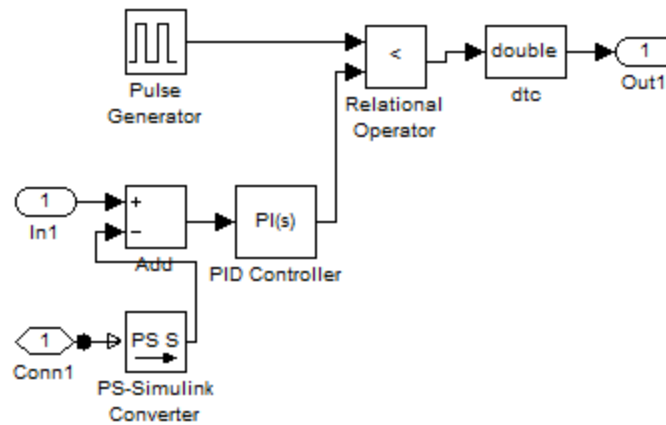 Pulse
Generator
<
Relational
Operator
double
dtc
1
Out1
1
In1
+
−
Add
PI(s)
PID Controller
1
Conn1
PS S
PS-Simulink
Converter